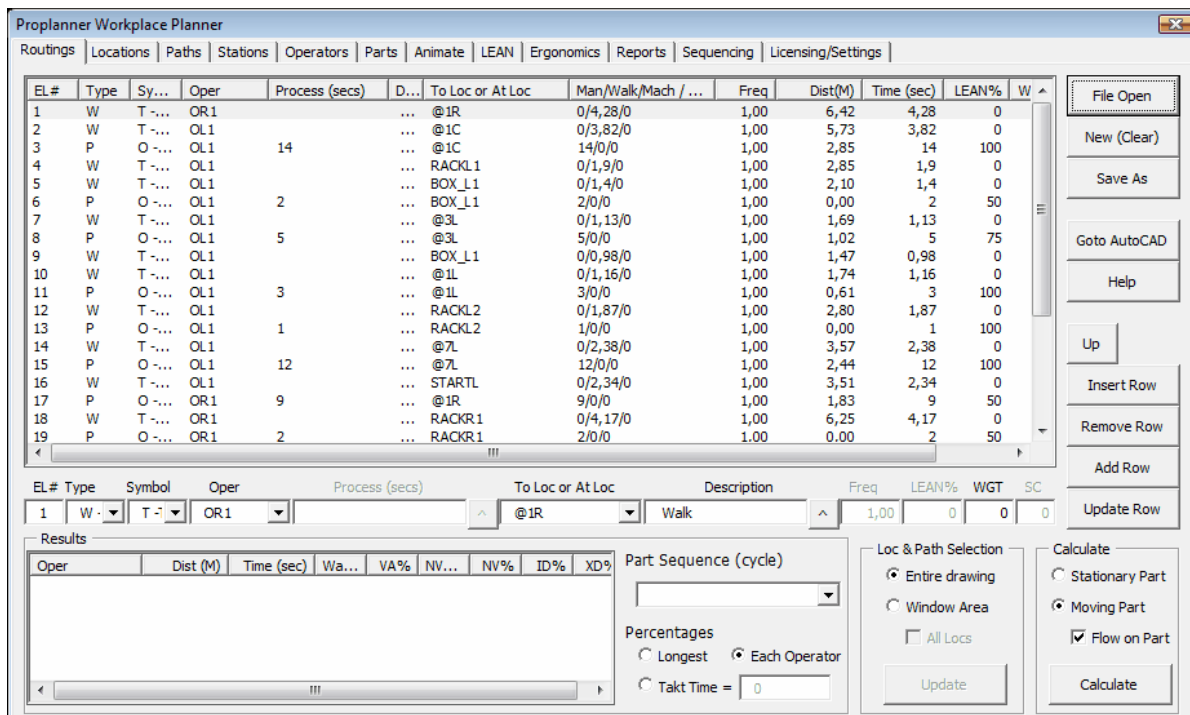 Proplanner Workplace Planner
Routings Locations Paths Stations Operators Parts Animate LEAN Ergonomics Reports Sequencing Licensing/Settings
EL# Type Sy... Oper Process (secs) D... To Loc or At Loc Man/Walk/Mach / ... Freq Dist(M) Time (sec) LEAN% W
1 W T -... OR1 ... @1R 0/4,28/0 1,00 6,42 4,28 0
2 W T -... OL1 ... @1C 0/3,82/0 1,00 5,73 3,82 0
3 P O -... OL1 14 ... @1C 14/0/0 1,00 2,85 14 100
4 W T -... OL1 ... RACKL1 0/1,9/0 1,00 2,85 1,9 0
5 W T -... OL1 ... BOX_L1 0/1,4/0 1,00 2,10 1,4 0
6 P O -... OL1 2 ... BOX_L1 2/0/0 1,00 0,00 2 50
7 W T -... OL1 ... @3L 0/1,13/0 1,00 1,69 1,13 0
8 P O -... OL1 5 ... @3L 5/0/0 1,00 1,02 5 75
9 W T -... OL1 ... BOX_L1 0/0,98/0 1,00 1,47 0,98 0
10 W T -... OL1 ... @1L 0/1,16/0 1,00 1,74 1,16 0
11 P O -... OL1 3 ... @1L 3/0/0 1,00 0,61 3 100
12 W T -... OL1 ... RACKL2 0/1,87/0 1,00 2,80 1,87 0
13 P O -... OL1 1 ... RACKL2 1/0/0 1,00 0,00 1 100
14 W T -... OL1 ... @7L 0/2,38/0 1,00 3,57 2,38 0
15 P O -... OL1 12 ... @7L 12/0/0 1,00 2,44 12 100
16 W T -... OL1 ... STARTL 0/2,34/0 1,00 3,51 2,34 0
17 P O -... OR1 9 ... @1R 9/0/0 1,00 1,83 9 50
18 W T -... OR1 ... RACKR1 0/4,17/0 1,00 6,25 4,17 0
19 P O -... OR1 2 ... RACKR1 2/0/0 1,00 0,00 2 50
File Open
New (Clear)
Save As
Goto AutoCAD
Help
Up
Insert Row
Remove Row
Add Row
Update Row
EL# Type Symbol Oper Process (secs) To Loc or At Loc Description Freq LEAN% WGT SC
1 W - T - OR1 @1R Walk 1,00 0 0 0
Results
Oper Dist (M) Time (sec) Wa... VA% NV... NV% ID% XD%
Part Sequence (cycle)
Percentages
Longest Each Operator
Takt Time = 0
Loc & Path Selection
Entire drawing
Window Area
All Locs
Update
Calculate
Stationary Part
Moving Part
Flow on Part
Calculate